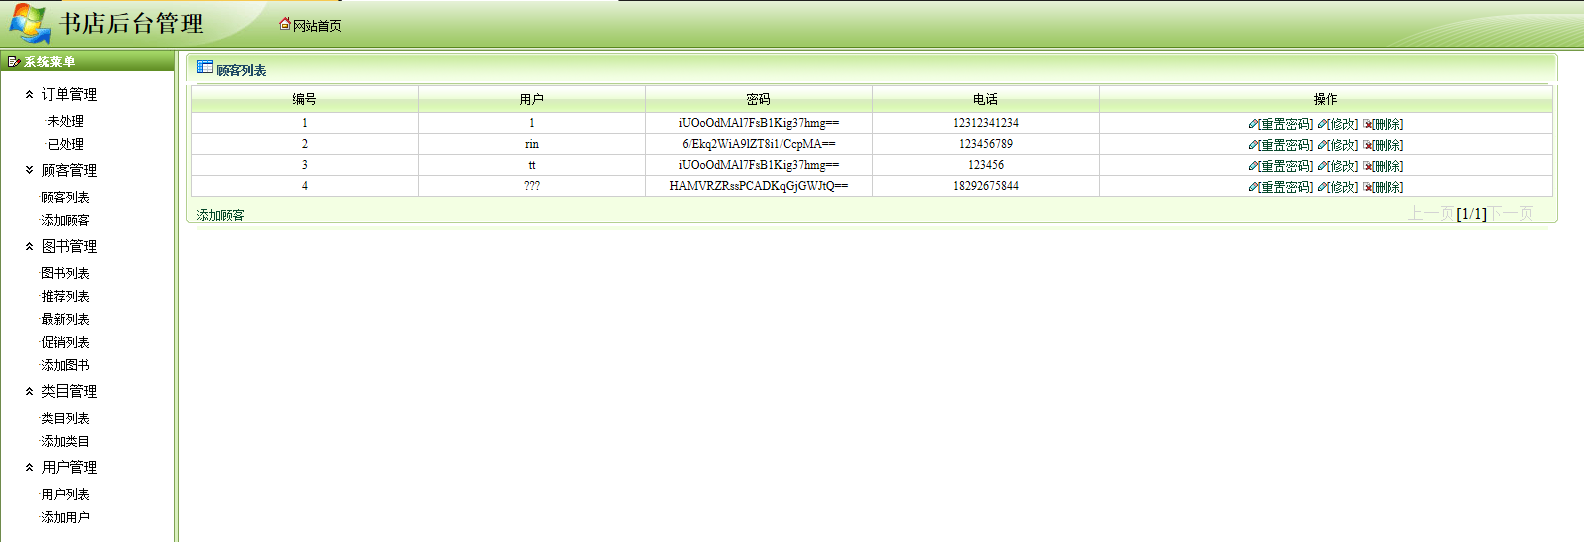 书店后台管理
网站首页
系统菜单
订单管理
·未处理
·已处理
顾客管理
·顾客列表
·添加顾客
图书管理
·图书列表
·推荐列表
·最新列表
·促销列表
·添加图书
类目管理
·类目列表
·添加类目
用户管理
·用户列表
·添加用户
顾客列表
编号 用户 密码 电话 操作
1 1 iUOoOdMAl7FsB1Kig37hmg== 12312341234 [重置密码] [修改] [删除]
2 rin 6/Ekq2WiA9lZT8i1/CcpMA== 123456789 [重置密码] [修改] [删除]
3 tt iUOoOdMAl7FsB1Kig37hmg== 123456 [重置密码] [修改] [删除]
4 ??? HAMVRZRssPCADKqGjGWJtQ== 18292675844 [重置密码] [修改] [删除]
添加顾客 上一页[1/1]下一页